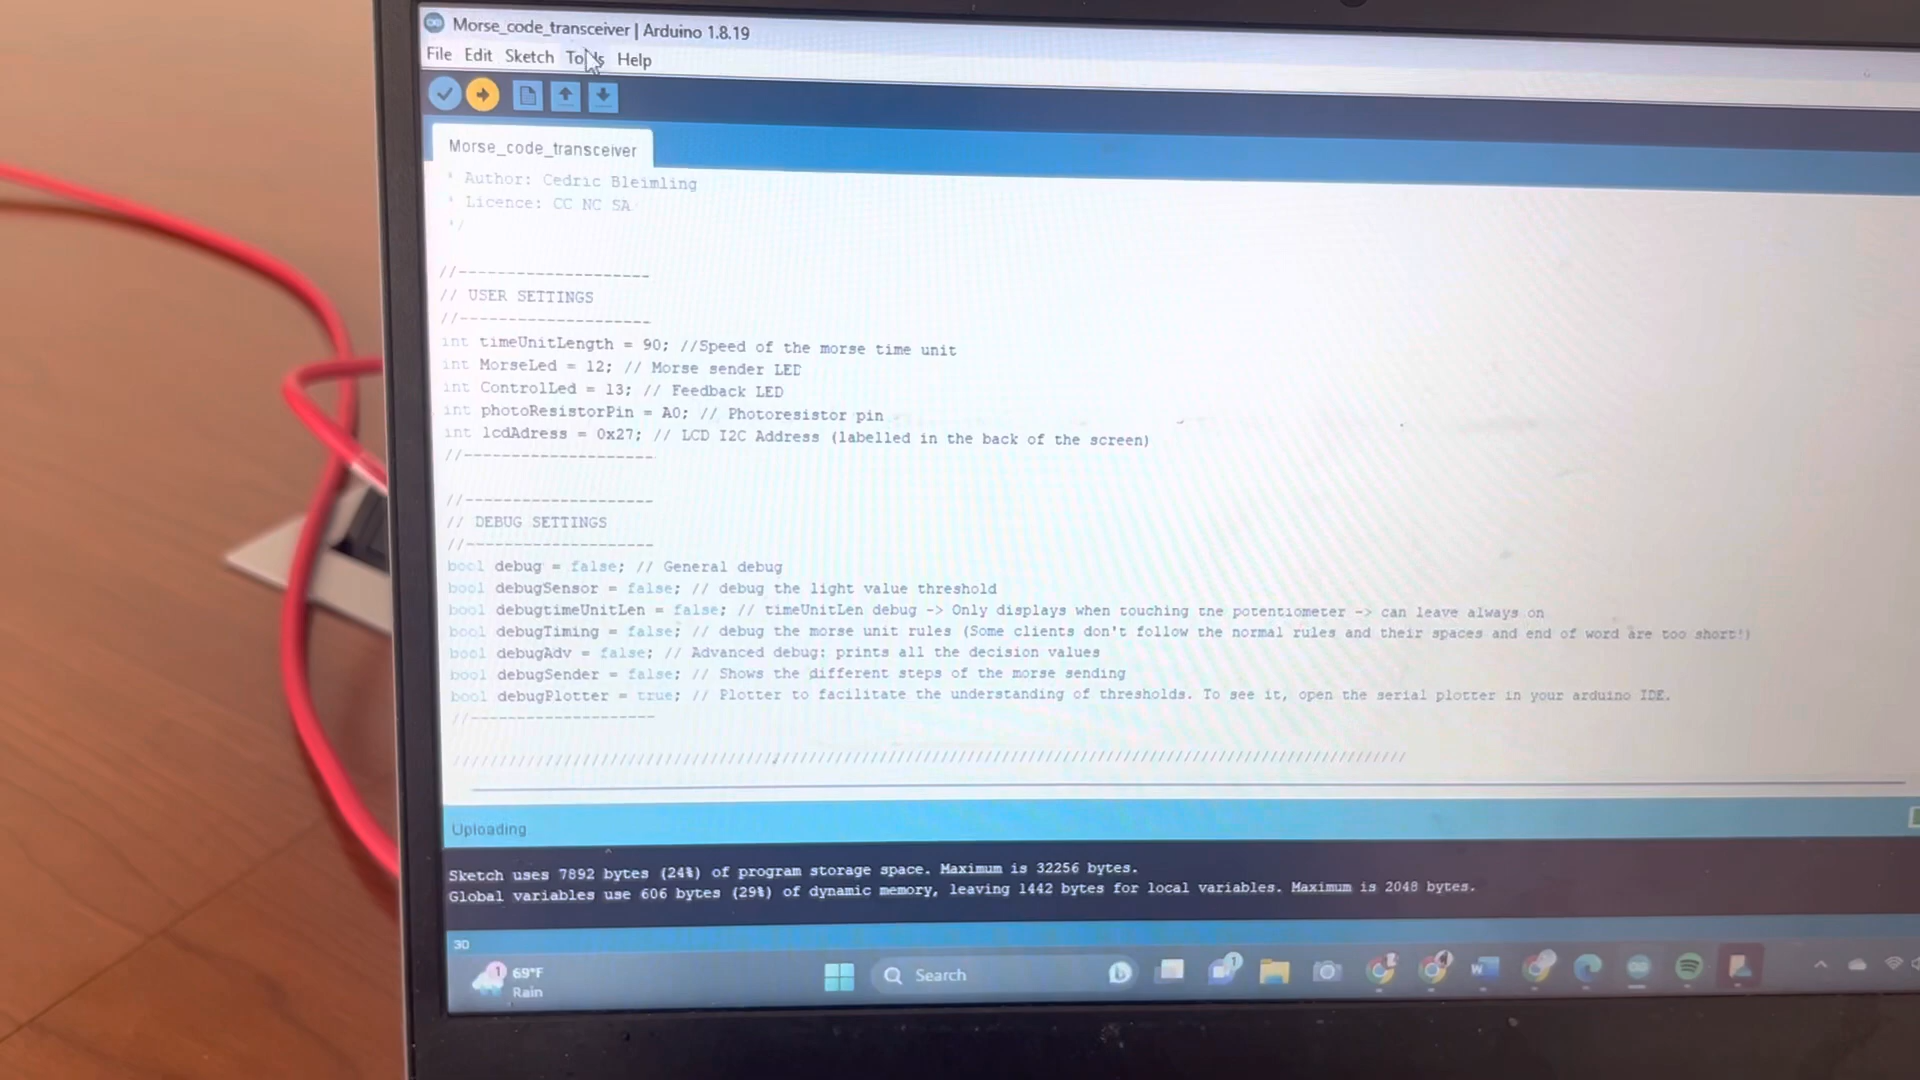 Morse_code_transceiver | Arduino 1.8.19
File Edit Sketch Tools Help
Morse_code_transceiver
* Author: Cedric Bleimling
* Licence: CC NC SA
*/
//--------------------
// USER SETTINGS
//--------------------
int timeUnitLength = 90; //Speed of the morse time unit
int MorseLed = 12; // Morse sender LED
int ControlLed = 13; // Feedback LED
int photoResistorPin = A0; // Photoresistor pin
int lcdAdress = 0x27; // LCD I2C Address (labelled in the back of the screen)
//--------------------
//--------------------
// DEBUG SETTINGS
//--------------------
bool debug = false; // General debug
bool debugSensor = false; // debug the light value threshold
bool debugtimeUnitLen = false; // timeUnitLen debug -> Only displays when touching the potentiometer -> can leave always on
bool debugTiming = false; // debug the morse unit rules (Some clients don't follow the normal rules and their spaces and end of word are too short!)
bool debugAdv = false; // Advanced debug: prints all the decision values
bool debugSender = false; // Shows the different steps of the morse sending
bool debugPlotter = true; // Plotter to facilitate the understanding of thresholds. To see it, open the serial plotter in your arduino IDE.
//--------------------
////////////////////////////////////////////////////////////////////////////////////////////////////////
Uploading
Sketch uses 7892 bytes (24%) of program storage space. Maximum is 32256 bytes.
Global variables use 606 bytes (29%) of dynamic memory, leaving 1442 bytes for local variables. Maximum is 2048 bytes.
30
1
69°F
Rain
Search
1